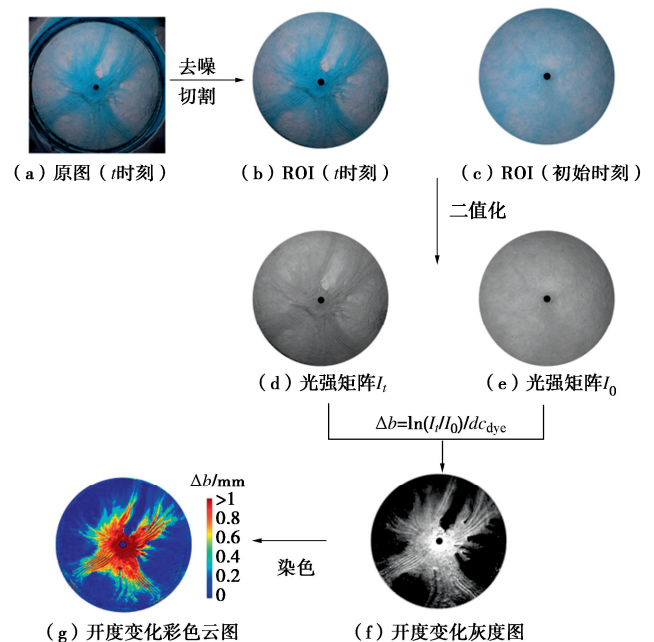 去噪
切割
（a）原图（t时刻）
（b）ROI（t时刻）
（c）ROI（初始时刻）
二值化
（d）光强矩阵Iₜ
（e）光强矩阵I₀
Δb=ln(Iₜ/I₀)/dc_dye
Δb/mm
>1
0.8
0.6
0.4
0.2
0
染色
（g）开度变化彩色云图
（f）开度变化灰度图